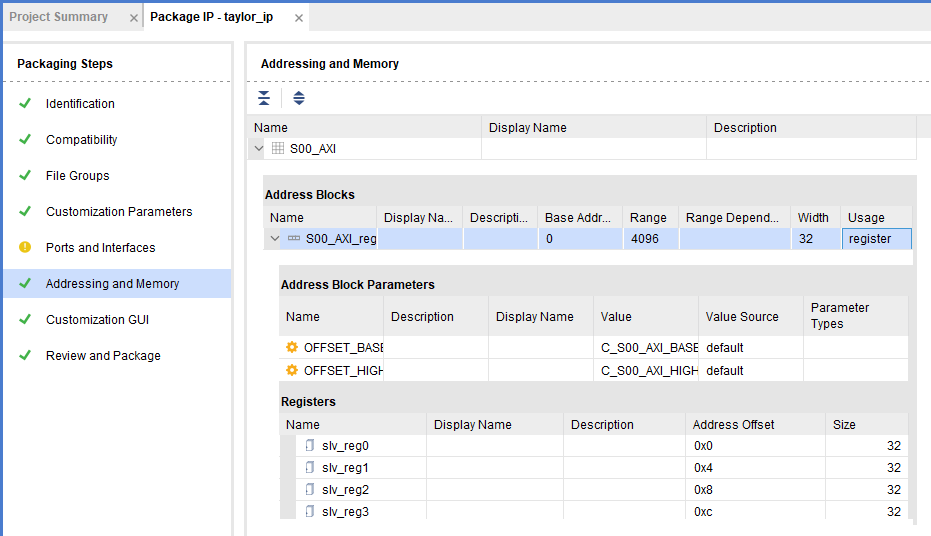 Project Summary × Package IP - taylor_ip ×
Packaging Steps
Identification
Compatibility
File Groups
Customization Parameters
Ports and Interfaces
Addressing and Memory
Customization GUI
Review and Package
Addressing and Memory
Name Display Name Description
S00_AXI
Address Blocks
Name Display Na... Descripti... Base Addr... Range Range Depend... Width Usage
S00_AXI_reg 0 4096 32 register
Address Block Parameters
Name Description Display Name Value Value Source Parameter
Types
OFFSET_BASE C_S00_AXI_BASE default
OFFSET_HIGH C_S00_AXI_HIGH default
Registers
Name Display Name Description Address Offset Size
slv_reg0 0x0 32
slv_reg1 0x4 32
slv_reg2 0x8 32
slv_reg3 0xc 32